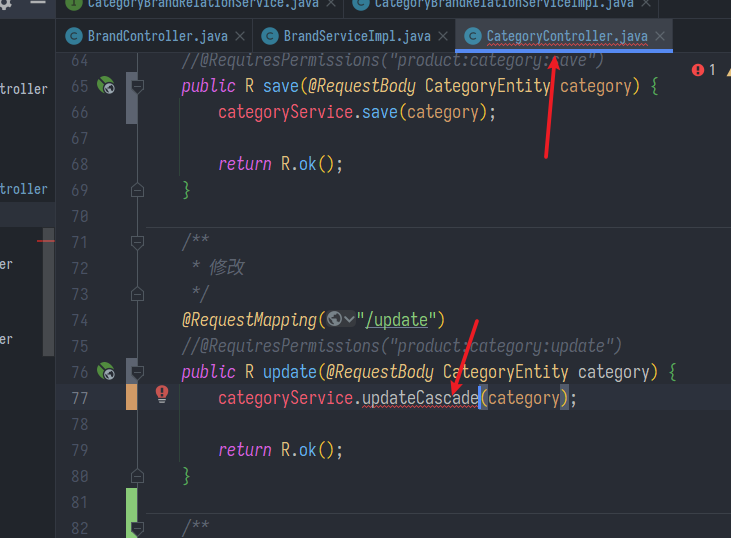 CategoryBrandRelationService.java CategoryBrandRelationServiceImpl.java
BrandController.java BrandServiceImpl.java CategoryController.java
64 //@RequiresPermissions("product:category:save")
1
65 public R save(@RequestBody CategoryEntity category) {
66 categoryService.save(category);
67
68 return R.ok();
69 }
70
71 /**
72 * 修改
73 */
74 @RequestMapping("/update")
75 //@RequiresPermissions("product:category:update")
76 public R update(@RequestBody CategoryEntity category) {
77 categoryService.updateCascade(category);
78
79 return R.ok();
80 }
81
82 /**
troller
troller
er
er